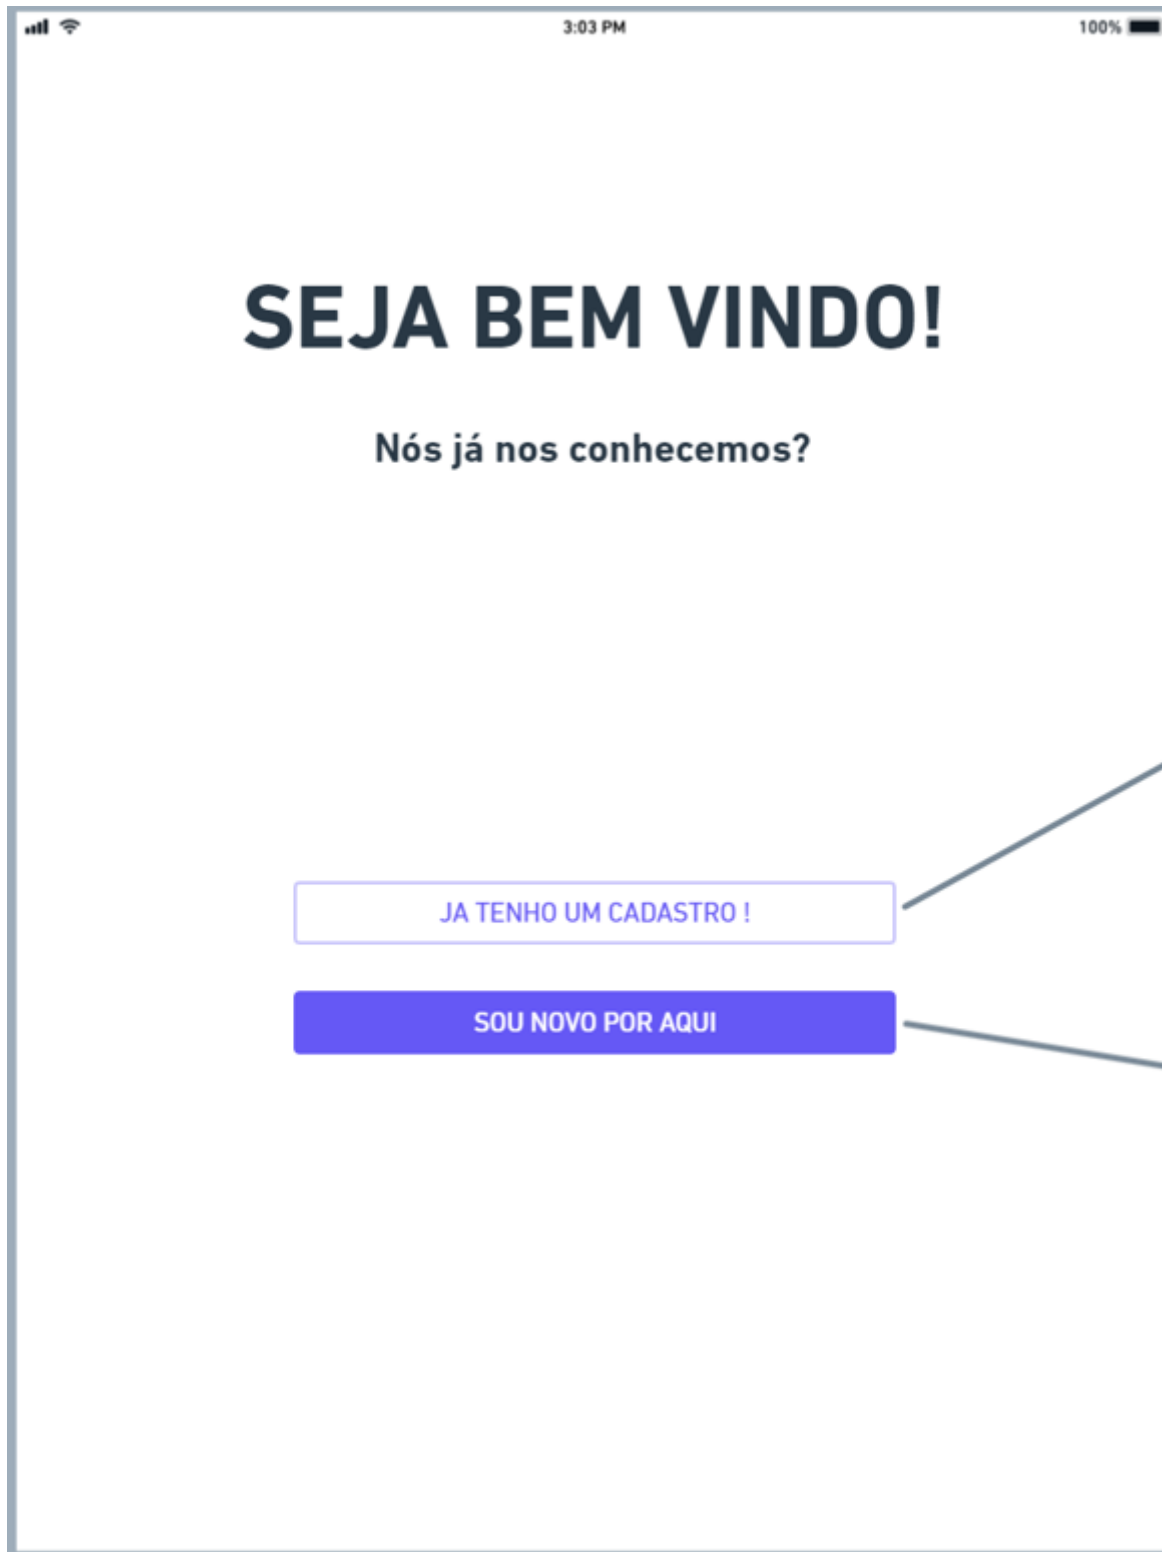 3:03 PM 100%
SEJA BEM VINDO!
Nós já nos conhecemos?
JA TENHO UM CADASTRO !
SOU NOVO POR AQUI